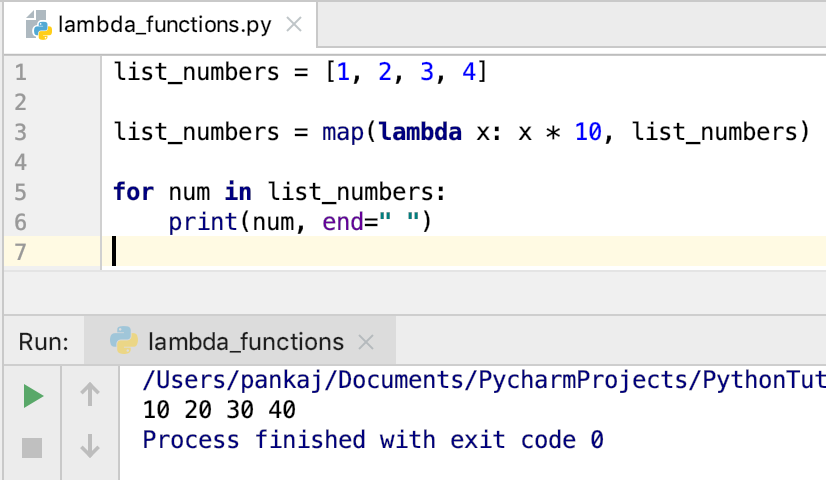 lambda_functions.py
1 list_numbers = [1, 2, 3, 4]
2
3 list_numbers = map(lambda x: x * 10, list_numbers)
4
5 for num in list_numbers:
6     print(num, end=" ")
7
Run: lambda_functions
/Users/pankaj/Documents/PycharmProjects/PythonTut
10 20 30 40
Process finished with exit code 0